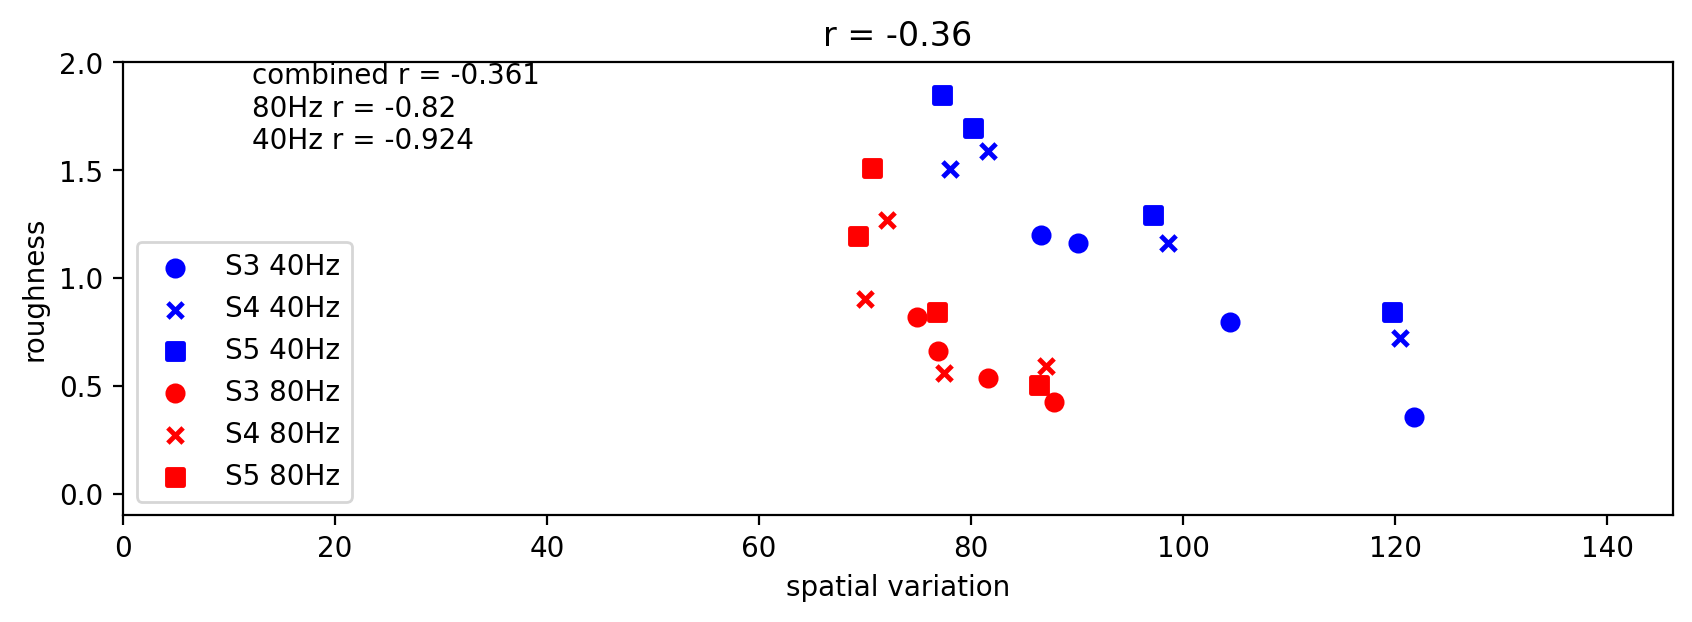 r = -0.36
combined r = -0.361
80Hz r = -0.82
40Hz r = -0.924
roughness
2.0
1.5
1.0
0.5
0.0
S3 40Hz
S4 40Hz
S5 40Hz
S3 80Hz
S4 80Hz
S5 80Hz
0 20 40 60 80 100 120 140
spatial variation